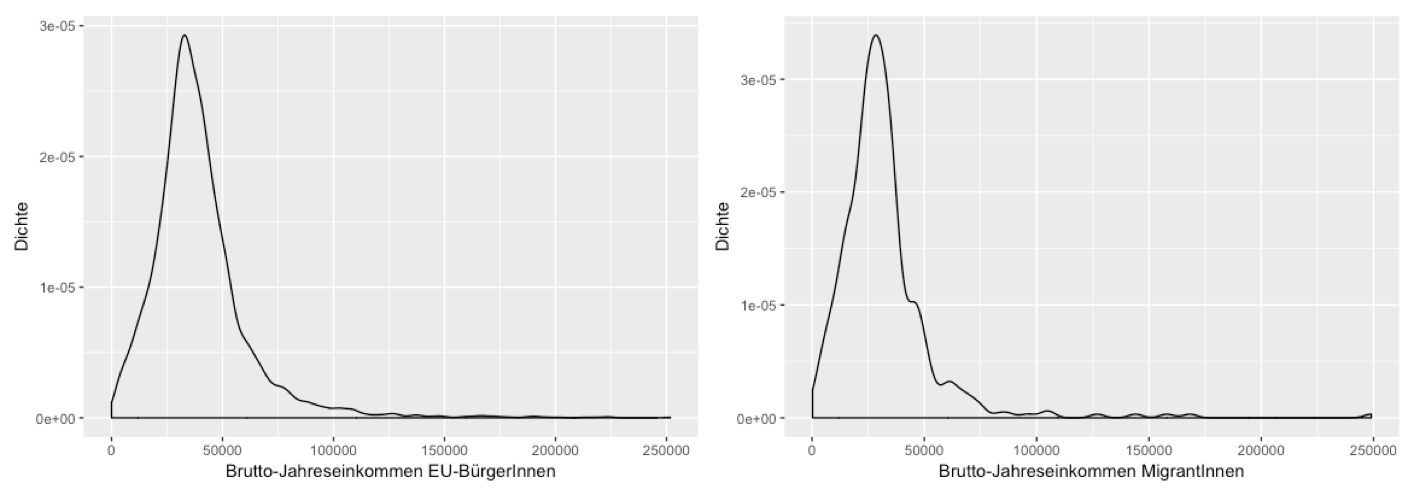 3e-05
2e-05
1e-05
0e+00
Dichte
0
50000
100000
150000
200000
250000
Brutto-Jahreseinkommen EU-BürgerInnen
3e-05
2e-05
1e-05
0e+00
Dichte
0
50000
100000
150000
200000
250000
Brutto-Jahreseinkommen MigrantInnen